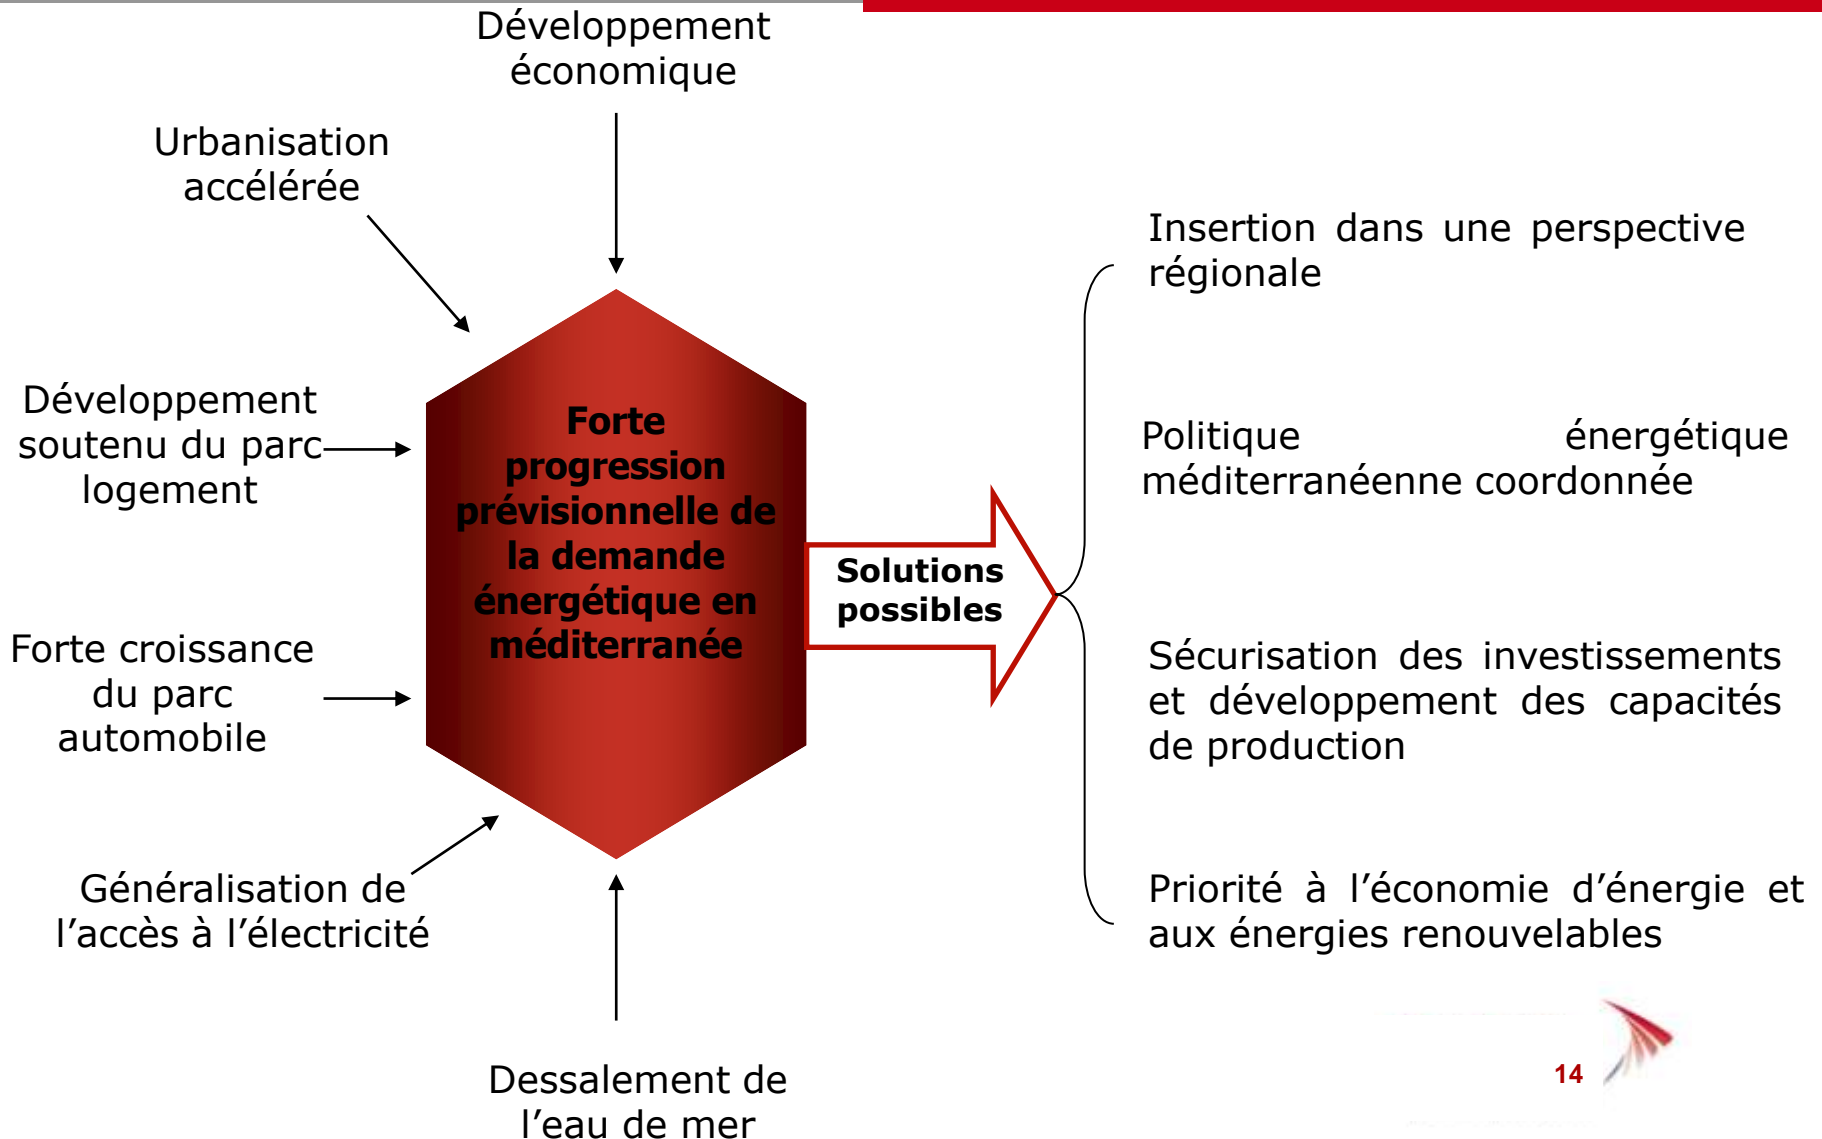 Développement
économique
Urbanisation
accélérée
Développement
soutenu du parc
logement
Forte croissance
du parc
automobile
Généralisation de
l’accès à l’électricité
Dessalement de
l’eau de mer
Forte
progression
prévisionnelle de
la demande
énergétique en
méditerranée
Solutions
possibles
Insertion dans une perspective
régionale
Politique énergétique
méditerranéenne coordonnée
Sécurisation des investissements
et développement des capacités
de production
Priorité à l’économie d’énergie et
aux énergies renouvelables
14